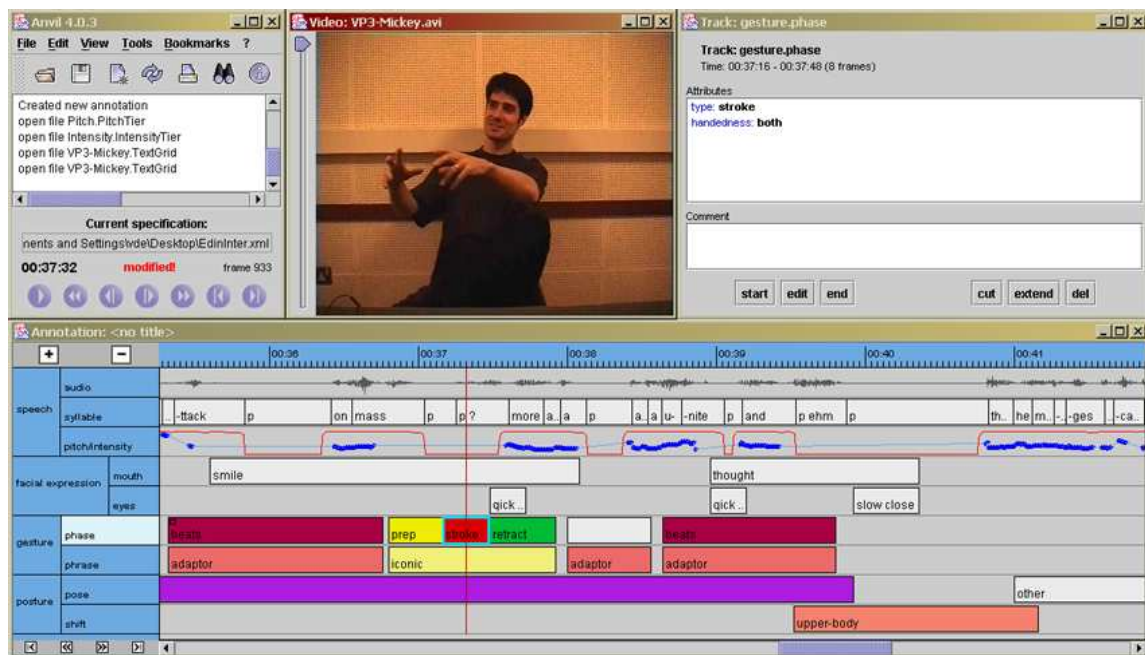 Anvil 4.0.3
File Edit View Tools Bookmarks ?
Created new annotation
open file Pitch.PitchTier
open file Intensity.IntensityTier
open file VP3-Mickey.TextGrid
open file VP3-Mickey.TextGrid
Current specification:
nents and Settings\vde\Desktop\EdinInter.xml
00:37:32 modified! frame 933
Video: VP3-Mickey.avi
Track: gesture.phase
Track: gesture.phase
Time: 00:37:16 - 00:37:48 (8 frames)
Attributes
type: stroke
handedness: both
Comment
start edit end cut extend del
Annotation: <no title>
00:36 00:37 00:38 00:39 00:40 00:41
audio
speech
syllable .. -ttack p on mass p p ? more a.. a p a.. a u- -nite p and p ehm p th.. he m.. -.. -ges -ca..
pitch/intensity
facial expression
mouth smile thought
eyes qick .. qick .. slow close
gesture
phase beats prep stroke retract beats
phrase adaptor iconic adaptor adaptor
posture
pose other
shift upper-body